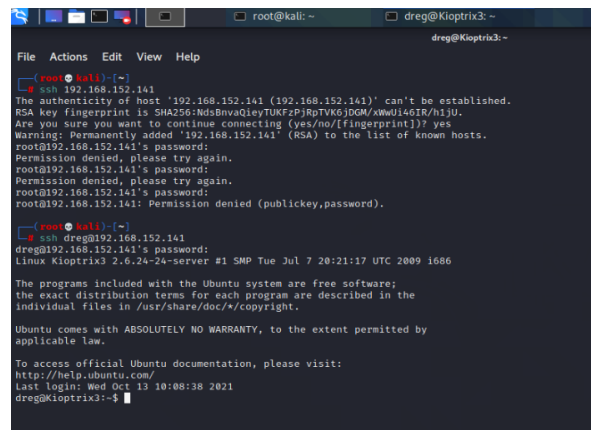 root@kali: ~
dreg@Kioptrix3: ~
dreg@Kioptrix3: ~
File Actions Edit View Help
(root💀kali)-[~]
# ssh 192.168.152.141
The authenticity of host '192.168.152.141 (192.168.152.141)' can't be established.
RSA key fingerprint is SHA256:NdsBnvaQieyTUKFzPjRpTVK6jDGM/xWwUi46IR/h1jU.
Are you sure you want to continue connecting (yes/no/[fingerprint])? yes
Warning: Permanently added '192.168.152.141' (RSA) to the list of known hosts.
root@192.168.152.141's password:
Permission denied, please try again.
root@192.168.152.141's password:
Permission denied, please try again.
root@192.168.152.141's password:
root@192.168.152.141: Permission denied (publickey,password).
(root💀kali)-[~]
# ssh dreg@192.168.152.141
dreg@192.168.152.141's password:
Linux Kioptrix3 2.6.24-24-server #1 SMP Tue Jul 7 20:21:17 UTC 2009 i686
The programs included with the Ubuntu system are free software;
the exact distribution terms for each program are described in the
individual files in /usr/share/doc/*/copyright.
Ubuntu comes with ABSOLUTELY NO WARRANTY, to the extent permitted by
applicable law.
To access official Ubuntu documentation, please visit:
http://help.ubuntu.com/
Last login: Wed Oct 13 10:08:38 2021
dreg@Kioptrix3:~$